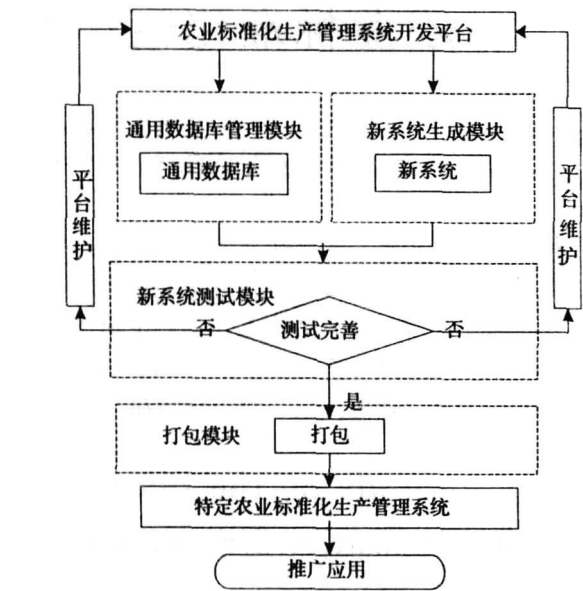 农业标准化生产管理系统开发平台
通用数据库管理模块
通用数据库
新系统生成模块
新系统
平台维护
平台维护
新系统测试模块
否
测试完善
否
是
打包模块
打包
特定农业标准化生产管理系统
推广应用